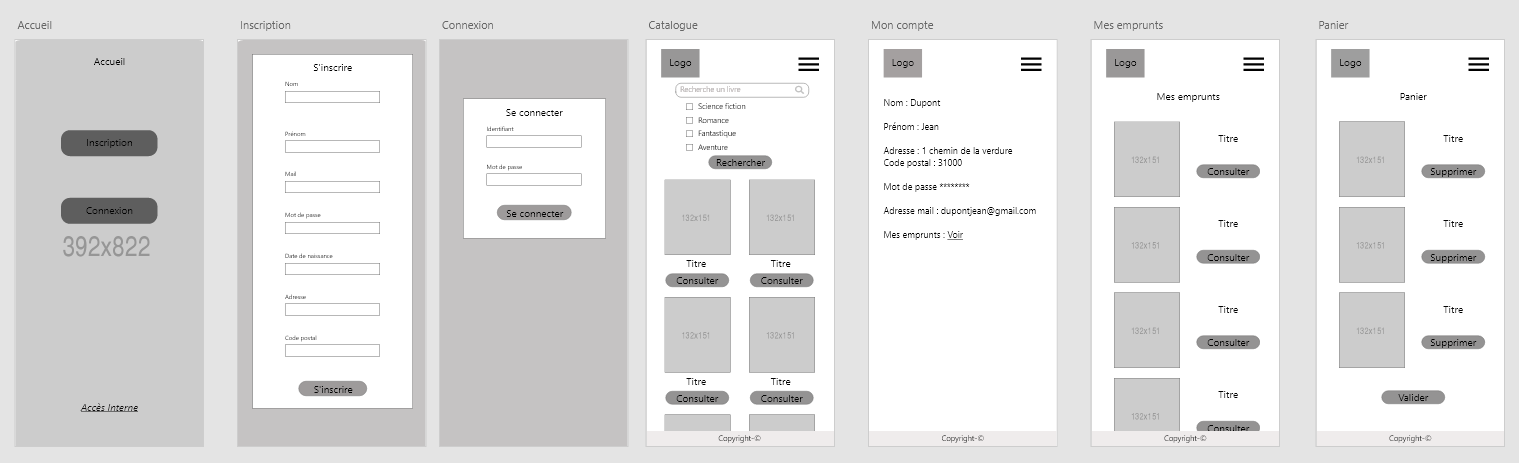 Accueil
Accueil
Inscription
Connexion
392x822
Accès Interne
Inscription
S'inscrire
Nom
Prénom
Mail
Mot de passe
Date de naissance
Adresse
Code postal
S'inscrire
Connexion
Se connecter
Identifiant
Mot de passe
Se connecter
Catalogue
Logo
Recherche un livre
Science fiction
Romance
Fantastique
Aventure
Rechercher
132x151 132x151
Titre Titre
Consulter Consulter
132x151 132x151
Titre Titre
Consulter Consulter
Copyright-©
Mon compte
Logo
Nom : Dupont
Prénom : Jean
Adresse : 1 chemin de la verdure
Code postal : 31000
Mot de passe ********
Adresse mail : dupontjean@gmail.com
Mes emprunts : Voir
Copyright-©
Mes emprunts
Logo
Mes emprunts
Titre
132x151
Consulter
Titre
132x151
Consulter
Titre
132x151
Consulter
Titre
132x151
Consulter
Copyright-©
Panier
Logo
Panier
Titre
132x151
Supprimer
Titre
132x151
Supprimer
Titre
132x151
Supprimer
Valider
Copyright-©